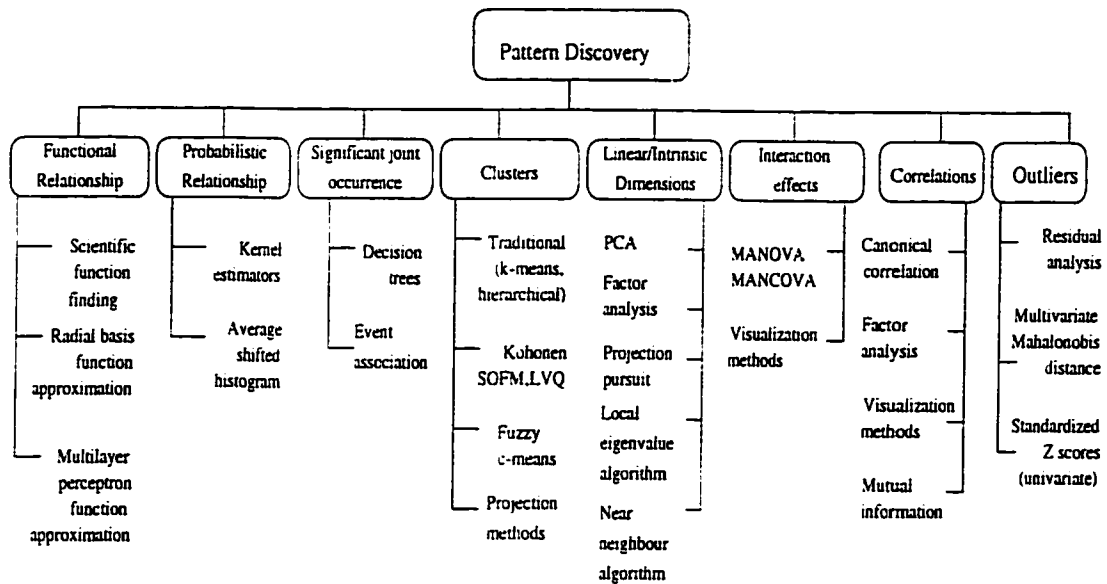 Pattern Discovery
Functional
Relationship
Probabilistic
Relationship
Significant joint
occurrence
Clusters
Linear/Intrinsic
Dimensions
Interaction
effects
Correlations
Outliers
Scientific
function
finding
Radial basis
function
approximation
Multilayer
perceptron
function
approximation
Kernel
estimators
Average
shifted
histogram
Decision
trees
Event
association
Traditional
(k-means,
hierarchical)
Kohonen
SOFM,LVQ
Fuzzy
c-means
Projection
methods
PCA
Factor
analysis
Projection
pursuit
Local
eigenvalue
algorithm
Near
neighbour
algorithm
MANOVA
MANCOVA
Visualization
methods
Canonical
correlation
Factor
analysis
Visualization
methods
Mutual
information
Residual
analysis
Multivariate
Mahalonobis
distance
Standardized
Z scores
(univariate)